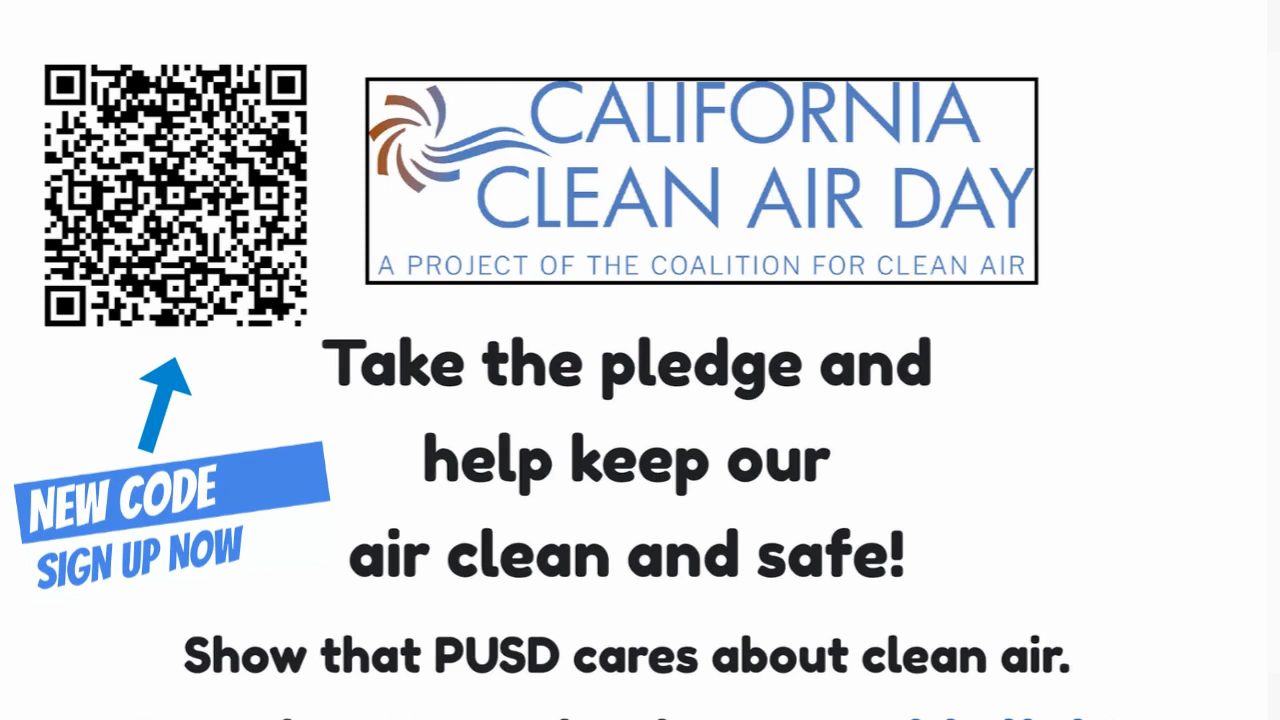 CALIFORNIA
CLEAN AIR DAY
A PROJECT OF THE COALITION FOR CLEAN AIR
Take the pledge and
help keep our
air clean and safe!
NEW CODE
SIGN UP NOW
Show that PUSD cares about clean air.